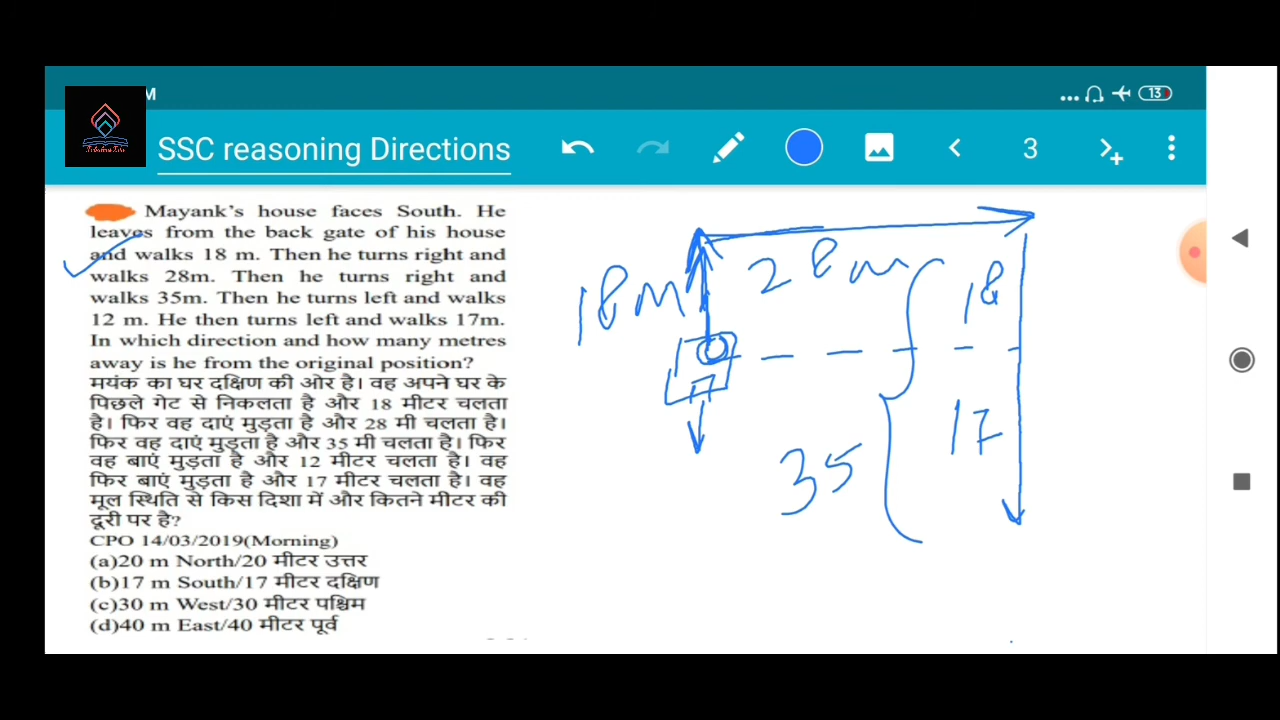 M
... 13
SSC reasoning Directions
3
Mayank's house faces South. He
leaves from the back gate of his house
and walks 18 m. Then he turns right and
walks 28m. Then he turns right and
walks 35m. Then he turns left and walks
12 m. He then turns left and walks 17m.
In which direction and how many metres
away is he from the original position?
मयंक का घर दक्षिण की ओर है। वह अपने घर के
पिछले गेट से निकलता है और 18 मीटर चलता
है। फिर वह दाएं मुड़ता है और 28 मी चलता है।
फिर वह दाएं मुड़ता है और 35 मी चलता है। फिर
वह बाएं मुड़ता है और 12 मीटर चलता है। वह
फिर बाएं मुड़ता है और 17 मीटर चलता है। वह
मूल स्थिति से किस दिशा में और कितने मीटर की
दूरी पर है?
CPO 14/03/2019(Morning)
(a)20 m North/20 मीटर उत्तर
(b)17 m South/17 मीटर दक्षिण
(c)30 m West/30 मीटर पश्चिम
(d)40 m East/40 मीटर पूर्व
18m
28m
18
17
35